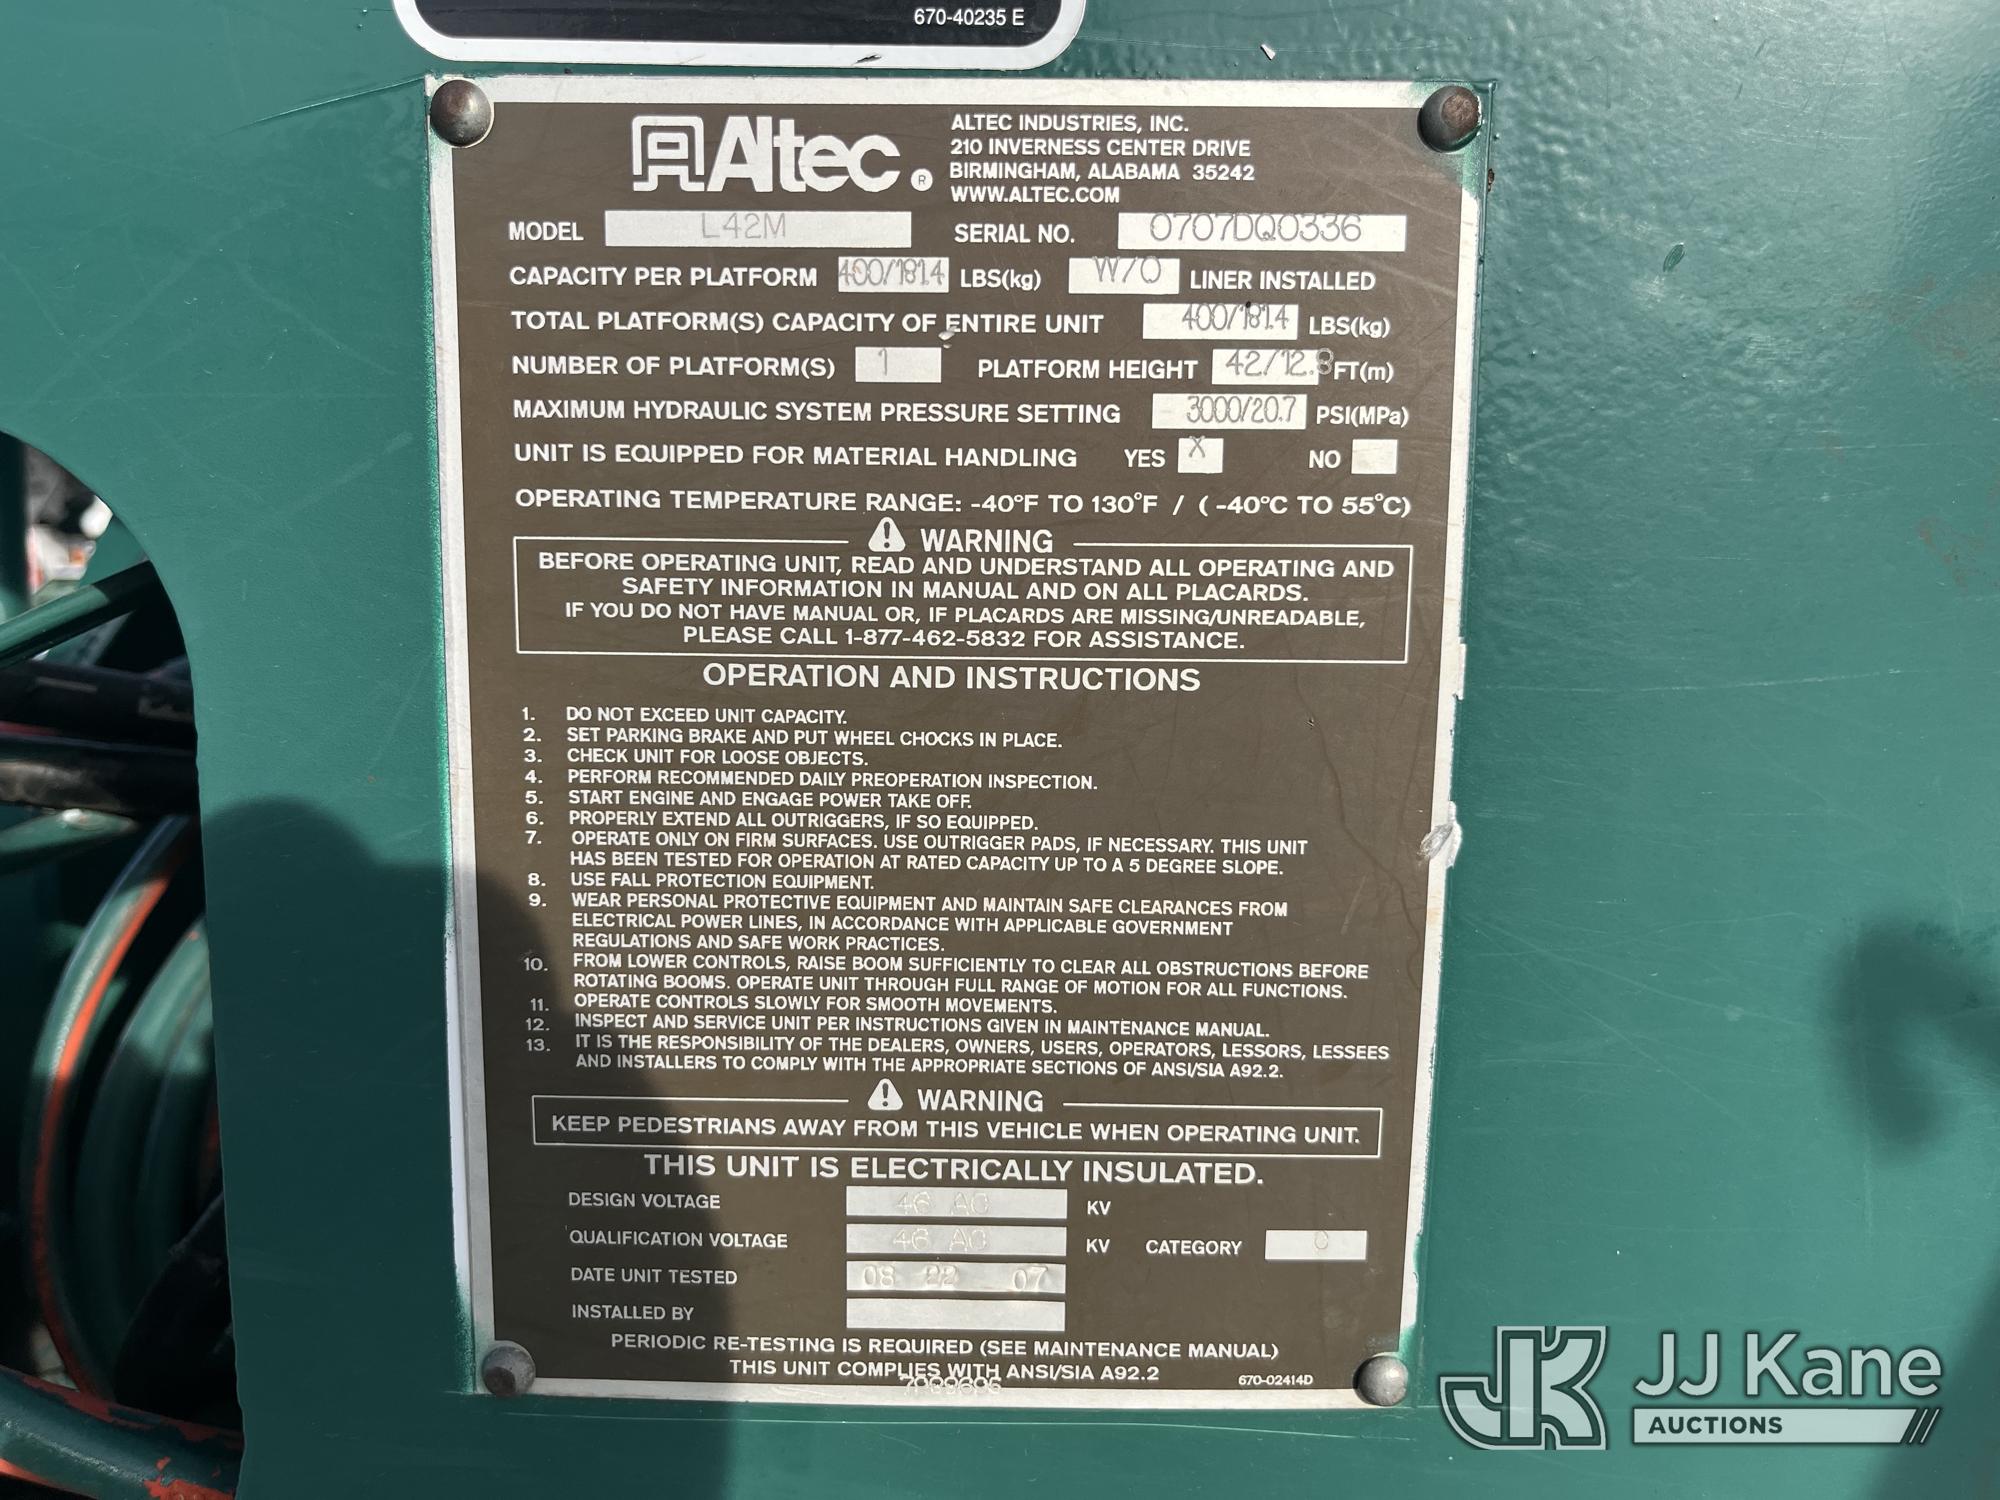 670-40235 E
Altec ®
ALTEC INDUSTRIES, INC.
210 INVERNESS CENTER DRIVE
BIRMINGHAM, ALABAMA 35242
WWW.ALTEC.COM
MODEL L42M SERIAL NO. 0707DQ0336
CAPACITY PER PLATFORM 400/181.4 LBS(kg) W/O LINER INSTALLED
TOTAL PLATFORM(S) CAPACITY OF ENTIRE UNIT 400/181.4 LBS(kg)
NUMBER OF PLATFORM(S) 1 PLATFORM HEIGHT 42/12.8 FT(m)
MAXIMUM HYDRAULIC SYSTEM PRESSURE SETTING 3000/20.7 PSI(MPa)
UNIT IS EQUIPPED FOR MATERIAL HANDLING YES X NO
OPERATING TEMPERATURE RANGE: -40°F TO 130°F / ( -40°C TO 55°C)
WARNING
BEFORE OPERATING UNIT, READ AND UNDERSTAND ALL OPERATING AND
SAFETY INFORMATION IN MANUAL AND ON ALL PLACARDS.
IF YOU DO NOT HAVE MANUAL OR, IF PLACARDS ARE MISSING/UNREADABLE,
PLEASE CALL 1-877-462-5832 FOR ASSISTANCE.
OPERATION AND INSTRUCTIONS
1. DO NOT EXCEED UNIT CAPACITY.
2. SET PARKING BRAKE AND PUT WHEEL CHOCKS IN PLACE.
3. CHECK UNIT FOR LOOSE OBJECTS.
4. PERFORM RECOMMENDED DAILY PREOPERATION INSPECTION.
5. START ENGINE AND ENGAGE POWER TAKE OFF.
6. PROPERLY EXTEND ALL OUTRIGGERS, IF SO EQUIPPED.
7. OPERATE ONLY ON FIRM SURFACES. USE OUTRIGGER PADS, IF NECESSARY. THIS UNIT
HAS BEEN TESTED FOR OPERATION AT RATED CAPACITY UP TO A 5 DEGREE SLOPE.
8. USE FALL PROTECTION EQUIPMENT.
9. WEAR PERSONAL PROTECTIVE EQUIPMENT AND MAINTAIN SAFE CLEARANCES FROM
ELECTRICAL POWER LINES, IN ACCORDANCE WITH APPLICABLE GOVERNMENT
REGULATIONS AND SAFE WORK PRACTICES.
10. FROM LOWER CONTROLS, RAISE BOOM SUFFICIENTLY TO CLEAR ALL OBSTRUCTIONS BEFORE
ROTATING BOOMS. OPERATE UNIT THROUGH FULL RANGE OF MOTION FOR ALL FUNCTIONS.
11. OPERATE CONTROLS SLOWLY FOR SMOOTH MOVEMENTS.
12. INSPECT AND SERVICE UNIT PER INSTRUCTIONS GIVEN IN MAINTENANCE MANUAL.
13. IT IS THE RESPONSIBILITY OF THE DEALERS, OWNERS, USERS, OPERATORS, LESSORS, LESSEES
AND INSTALLERS TO COMPLY WITH THE APPROPRIATE SECTIONS OF ANSI/SIA A92.2.
WARNING
KEEP PEDESTRIANS AWAY FROM THIS VEHICLE WHEN OPERATING UNIT.
THIS UNIT IS ELECTRICALLY INSULATED.
DESIGN VOLTAGE 46 AC KV
QUALIFICATION VOLTAGE 46 AC KV CATEGORY
DATE UNIT TESTED 08 22 07
INSTALLED BY
PERIODIC RE-TESTING IS REQUIRED (SEE MAINTENANCE MANUAL)
THIS UNIT COMPLIES WITH ANSI/SIA A92.2
670-02414D
JK JJ Kane
AUCTIONS